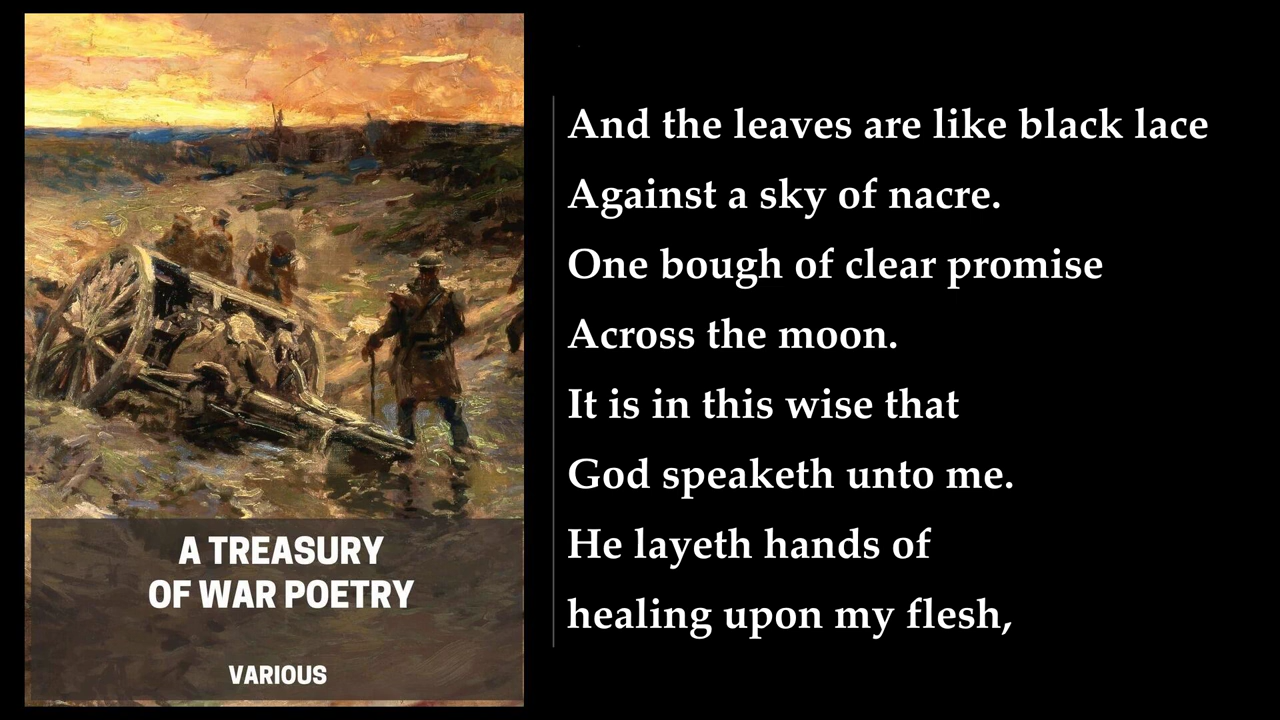 A TREASURY
OF WAR POETRY
VARIOUS
And the leaves are like black lace
Against a sky of nacre.
One bough of clear promise
Across the moon.
It is in this wise that
God speaketh unto me.
He layeth hands of
healing upon my flesh,